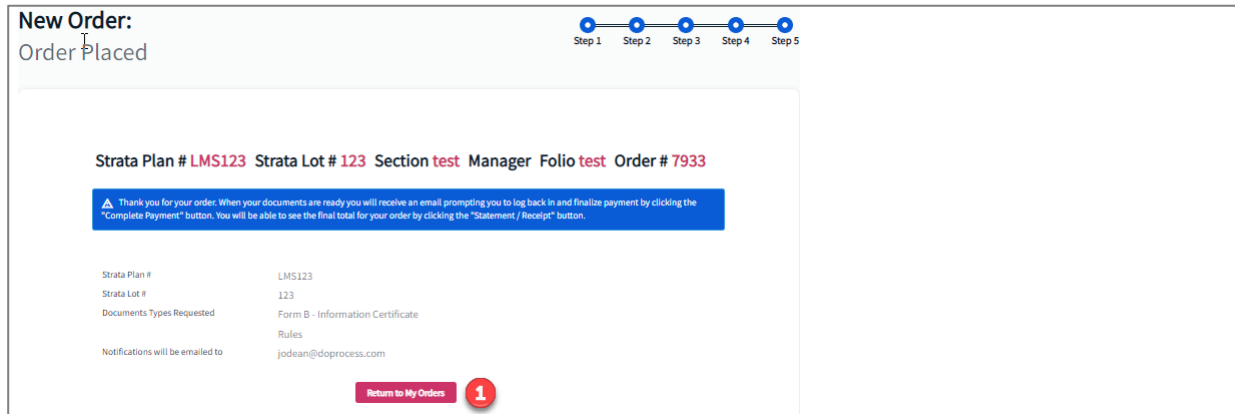 New Order:
Order Placed
Step 1 Step 2 Step 3 Step 4 Step 5
Strata Plan # LMS123 Strata Lot # 123 Section test Manager Folio test Order # 7933
Thank you for your order. When your documents are ready you will receive an email prompting you to log back in and finalize payment by clicking the
"Complete Payment" button. You will be able to see the final total for your order by clicking the "Statement / Receipt" button.
Strata Plan # LMS123
Strata Lot # 123
Documents Types Requested Form B - Information Certificate
Rules
Notifications will be emailed to jodean@doprocess.com
Return to My Orders 1